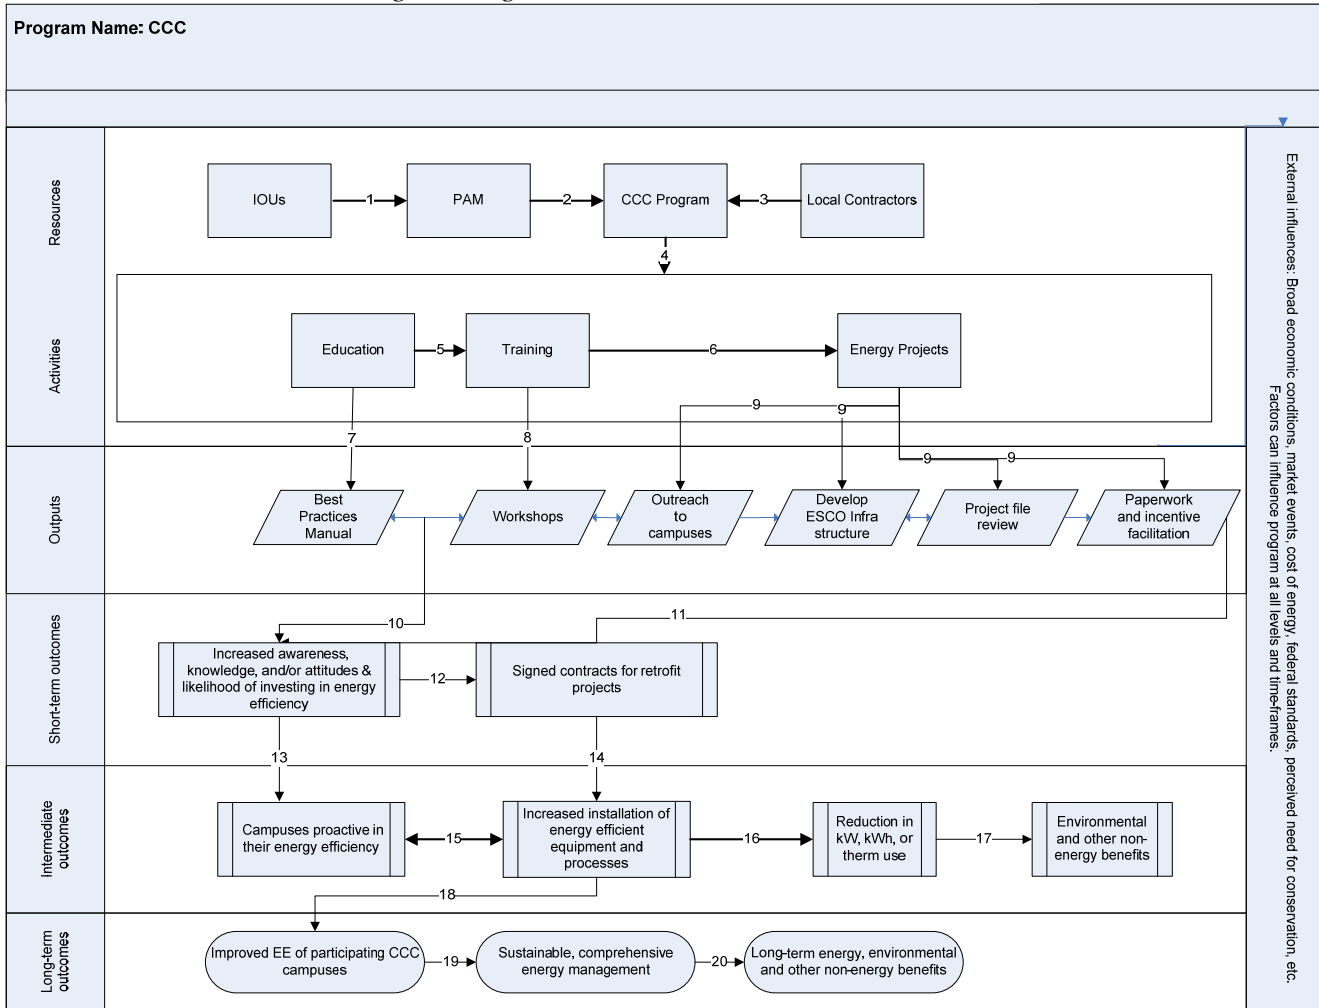 Program Name: CCC
Resources
IOUs
1
PAM
2
CCC Program
3
Local Contractors
4
Activities
Education
5
Training
6
Energy Projects
7
8
9
9
9
9
Outputs
Best
Practices
Manual
Workshops
Outreach
to
campuses
Develop
ESCO Infra
structure
Project file
review
Paperwork
and incentive
facilitation
10
11
Short-term outcomes
Increased awareness,
knowledge, and/or attitudes &
likelihood of investing in energy
efficiency
12
Signed contracts for retrofit
projects
13
14
Intermediate
outcomes
Campuses proactive in
their energy efficiency
15
Increased installation of
energy efficient
equipment and
processes
16
Reduction in
kW, kWh, or
therm use
17
Environmental
and other non-
energy benefits
18
Long-term
outcomes
Improved EE of participating CCC
campuses
19
Sustainable, comprehensive
energy management
20
Long-term energy, environmental
and other non-energy benefits
External influences: Broad economic conditions, market events, cost of energy, federal standards, perceived need for conservation, etc.
Factors can influence program at all levels and time-frames.